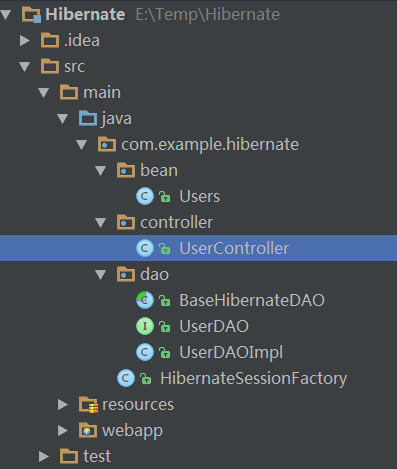 Hibernate E:\Temp\Hibernate
.idea
src
main
java
com.example.hibernate
bean
Users
controller
UserController
dao
BaseHibernateDAO
UserDAO
UserDAOImpl
HibernateSessionFactory
resources
webapp
test